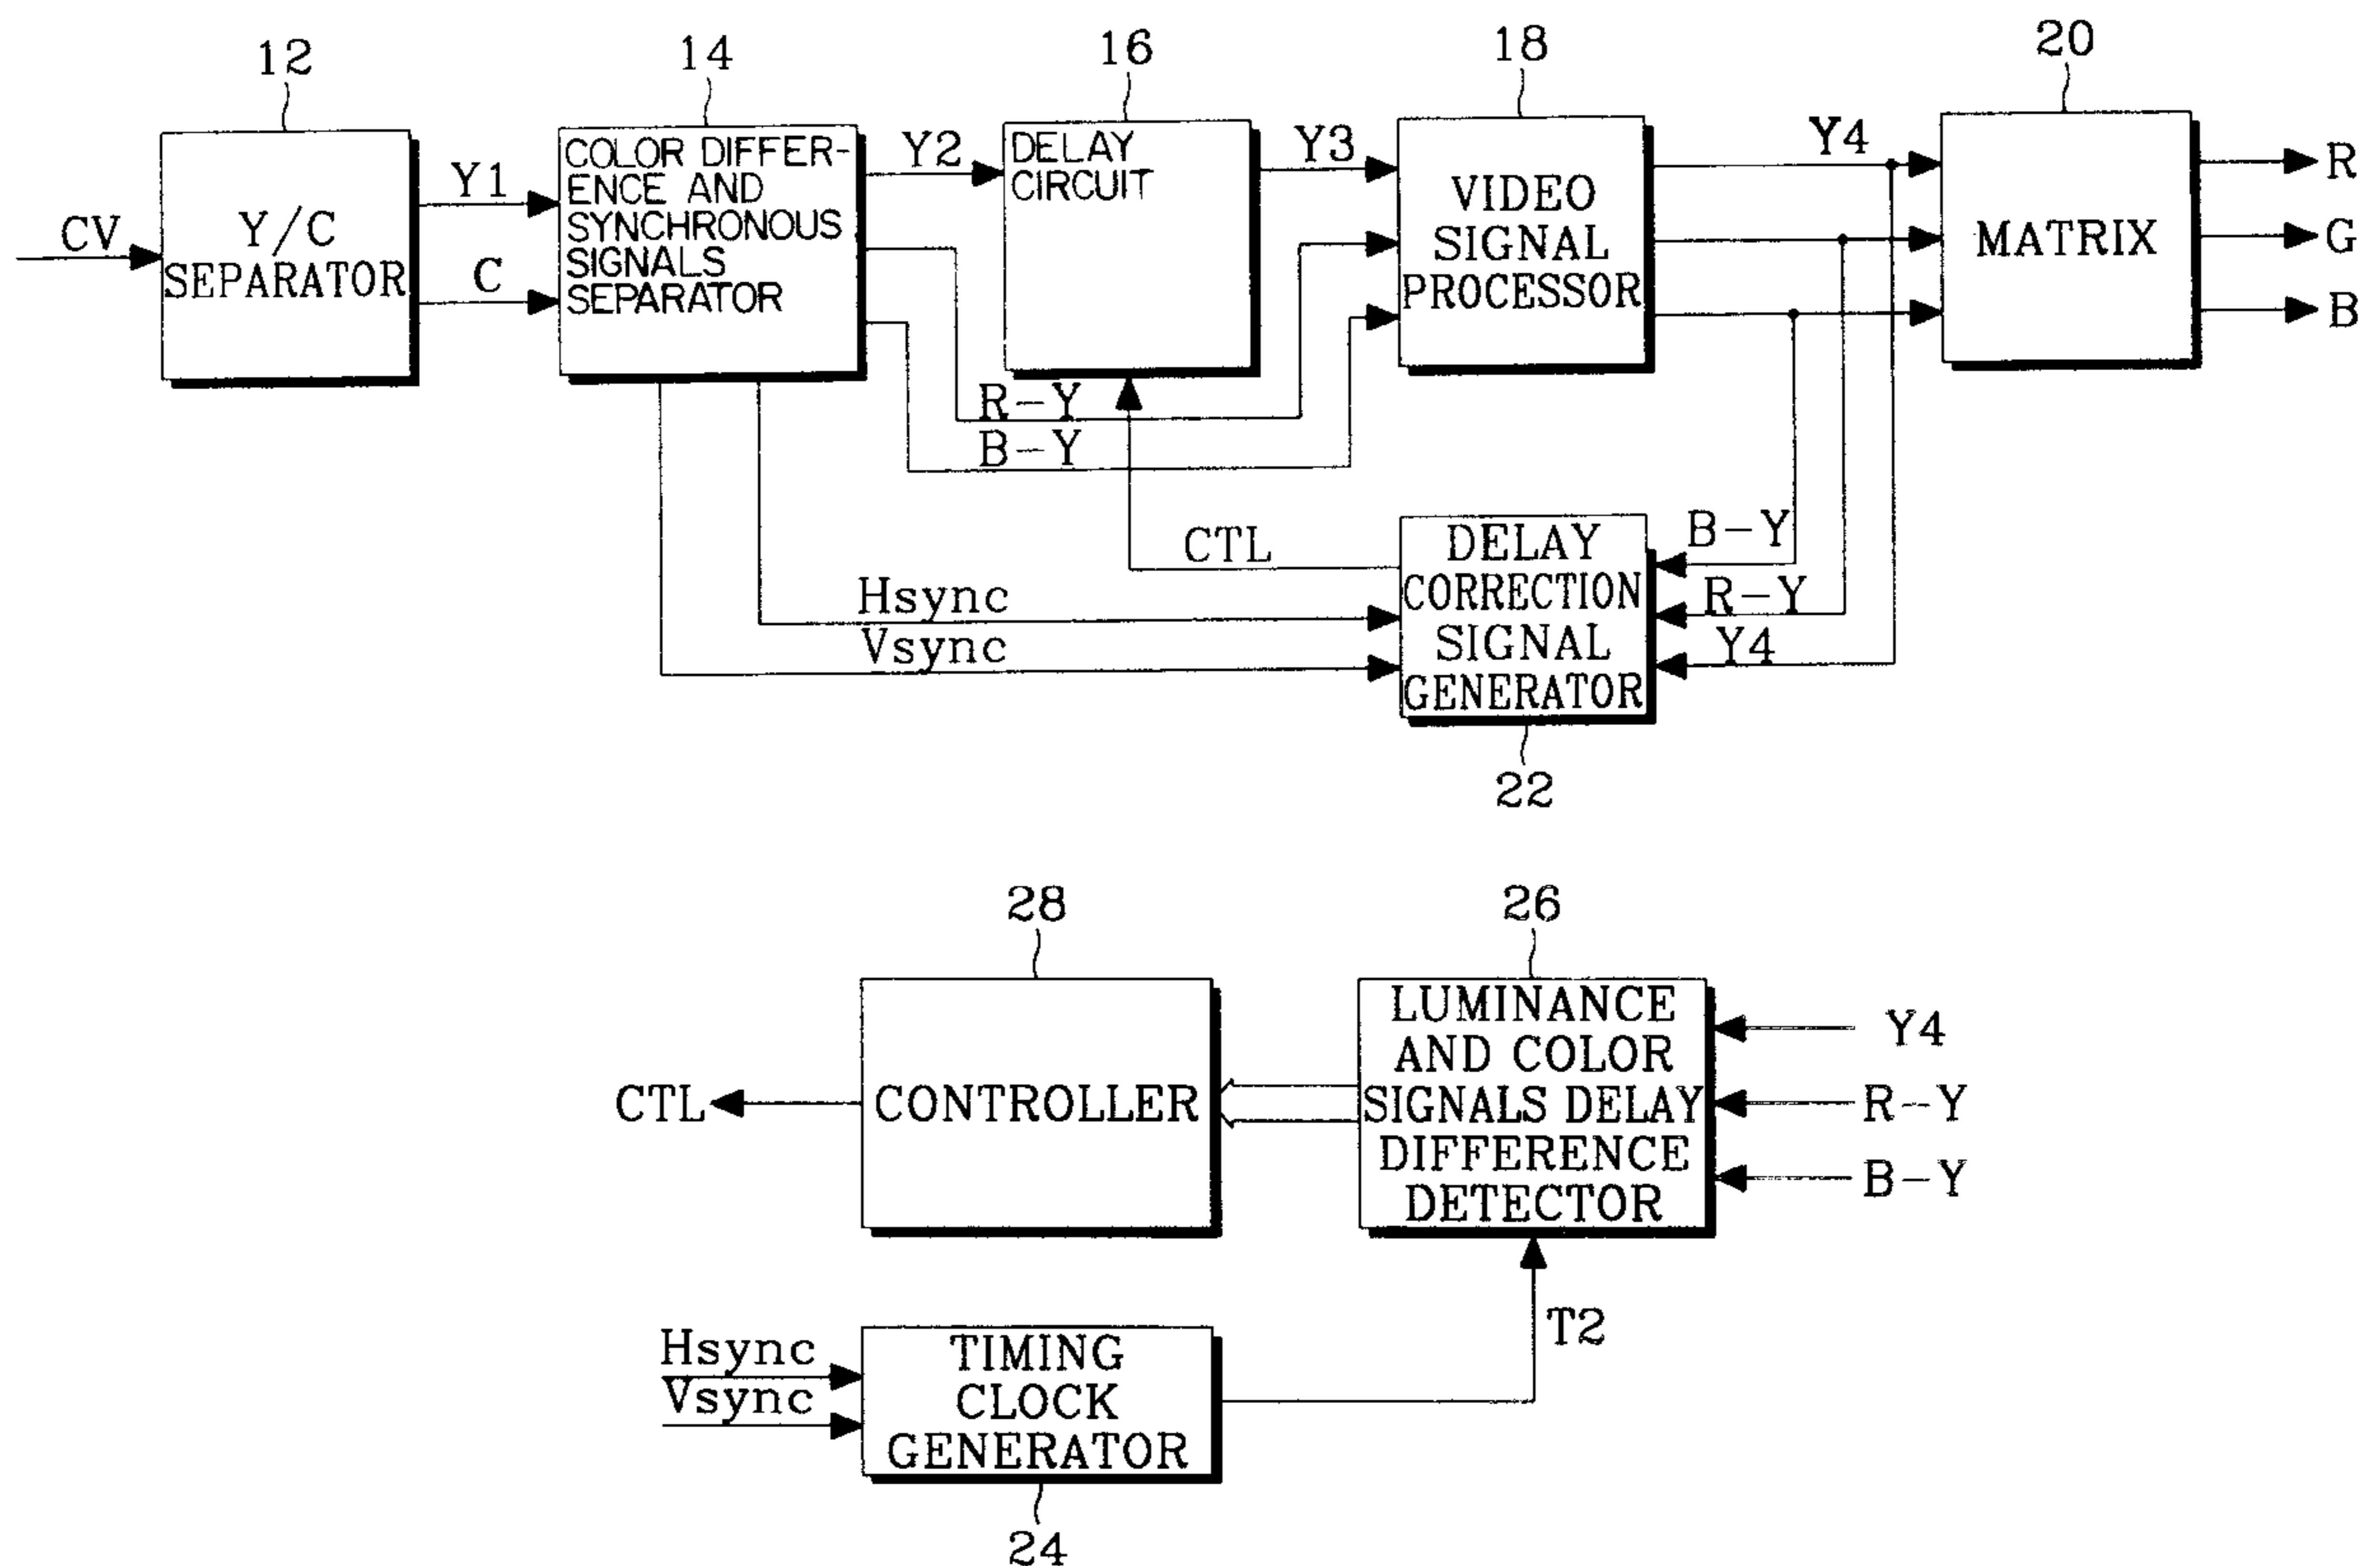 12
14
16
18
20
CV
Y/C
SEPARATOR
Y1
C
COLOR DIFFER-
ENCE AND
SYNCHRONOUS
SIGNALS
SEPARATOR
Y2
DELAY
CIRCUIT
Y3
VIDEO
SIGNAL
PROCESSOR
Y4
MATRIX
R
G
B
R-Y
B-Y
CTL
Hsync
Vsync
DELAY
CORRECTION
SIGNAL
GENERATOR
B-Y
R-Y
Y4
22
28
26
CTL
CONTROLLER
LUMINANCE
AND COLOR
SIGNALS DELAY
DIFFERENCE
DETECTOR
Y4
R-Y
B-Y
T2
Hsync
Vsync
TIMING
CLOCK
GENERATOR
24